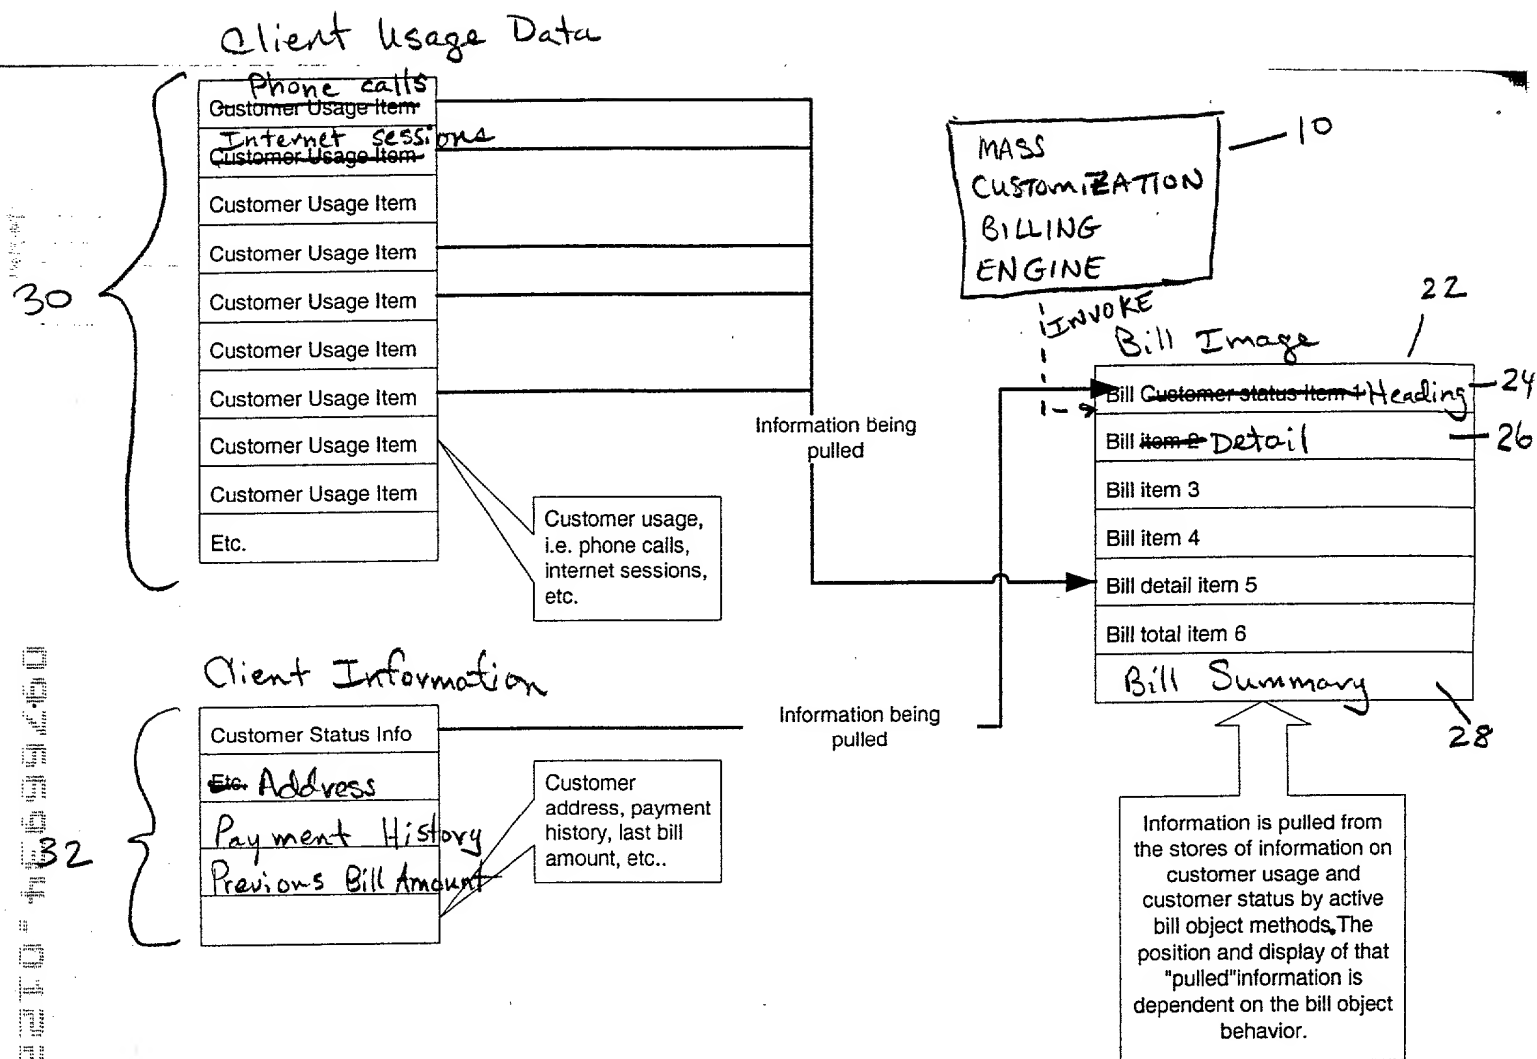 Client Usage Data
Phone calls
Customer Usage Item
Internet sessions
Customer Usage Item
Customer Usage Item
Customer Usage Item
Customer Usage Item
Customer Usage Item
Customer Usage Item
Customer Usage Item
Customer Usage Item
Etc.
30
Customer usage,
i.e. phone calls,
internet sessions,
etc.
Information being
pulled
MASS
CUSTOMIZATION
BILLING
ENGINE
10
INVOKE
Bill Image
22
Bill Customer status item 1 Heading
24
Bill item 2 Detail
26
Bill item 3
Bill item 4
Bill detail item 5
Bill total item 6
Bill Summary
28
Client Information
Customer Status Info
Etc. Address
Payment History
Previous Bill Amount
32
Customer
address, payment
history, last bill
amount, etc..
Information being
pulled
Information is pulled from
the stores of information on
customer usage and
customer status by active
bill object methods. The
position and display of that
"pulled"information is
dependent on the bill object
behavior.